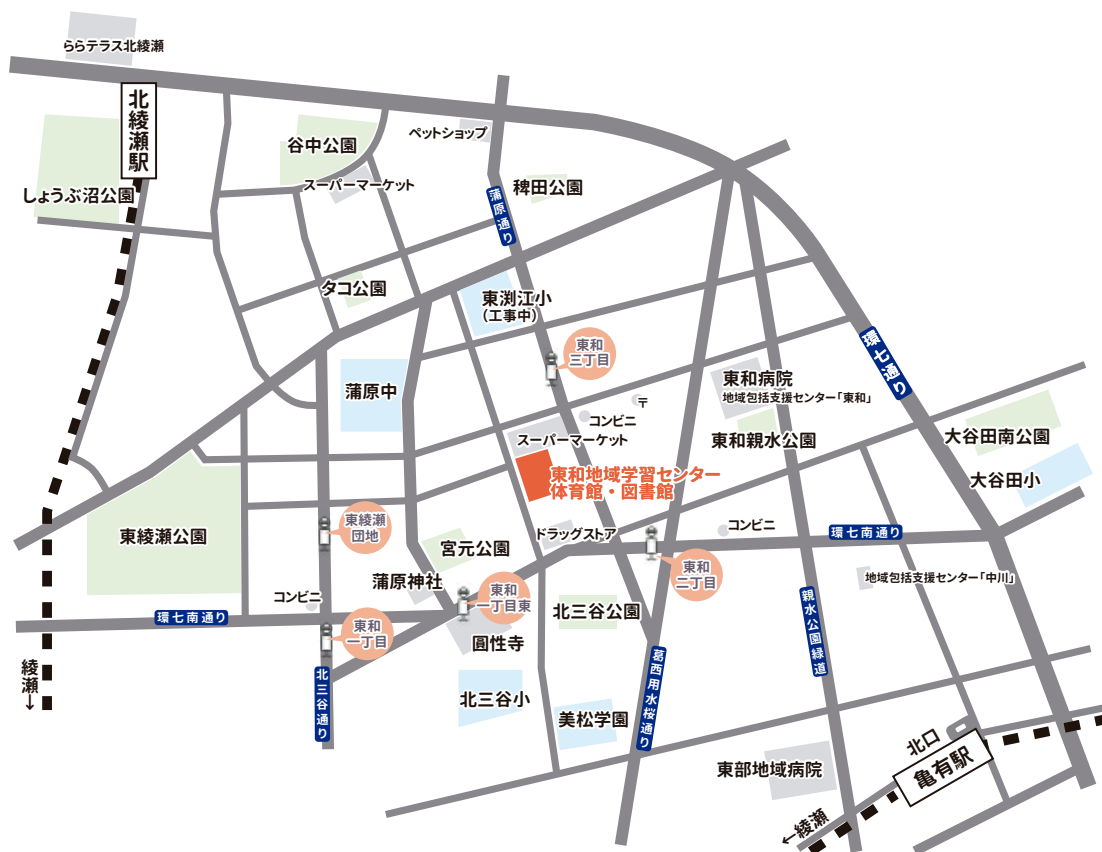 ららテラス北綾瀬
北綾瀬駅
しょうぶ沼公園
谷中公園
ペットショップ
スーパーマーケット
稗田公園
蒲原通り
タコ公園
東渕江小
(工事中)
東和
三丁目
環七通り
蒲原中
東和病院
地域包括支援センター「東和」
〒
コンビニ
スーパーマーケット
東和親水公園
大谷田南公園
大谷田小
東和地域学習センター
体育館・図書館
東綾瀬公園
東綾瀬
団地
ドラッグストア
コンビニ
環七南通り
宮元公園
東和
二丁目
蒲原神社
東和
一丁目東
地域包括支援センター「中川」
コンビニ
環七南通り
北三谷公園
親水公園緑道
東和
一丁目
圓性寺
綾瀬→
北三谷通り
葛西用水桜通り
北三谷小
美松学園
北口
亀有駅
東部地域病院
←綾瀬